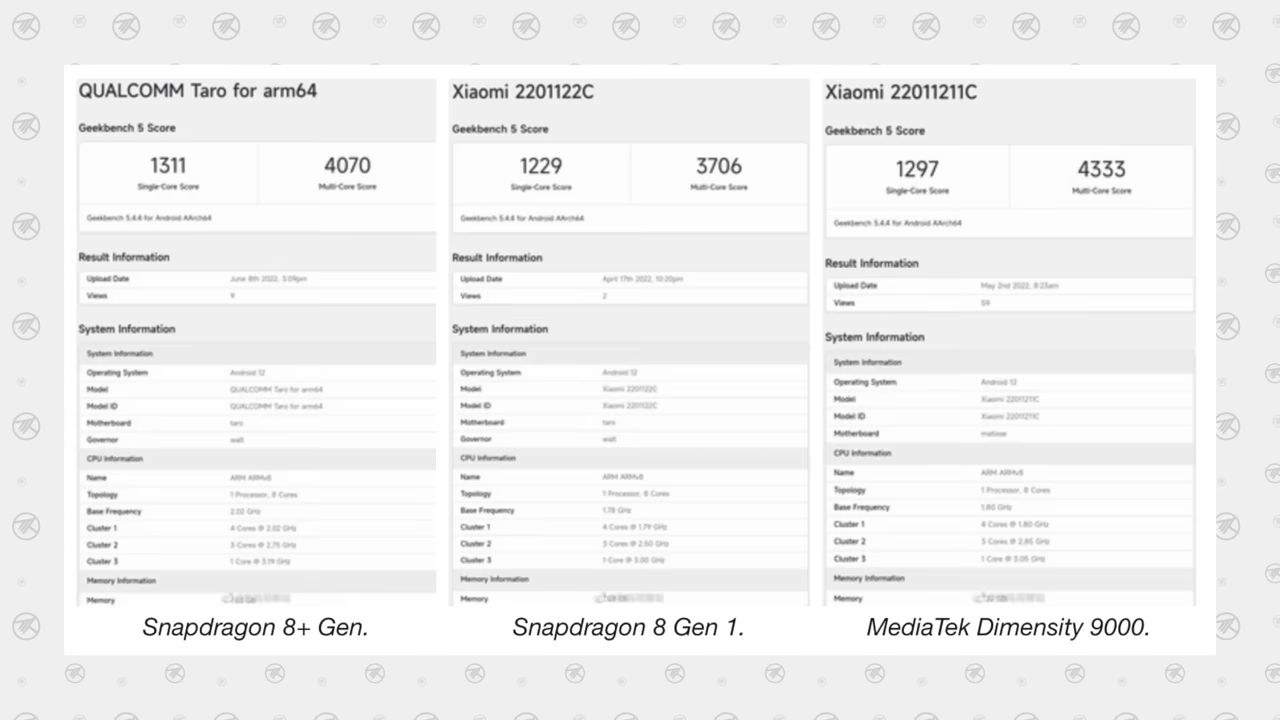 QUALCOMM Taro for arm64
Geekbench 5 Score
1311 4070
Single-Core Score Multi-Core Score
Geekbench 5.4.4 for Android AArch64
Result Information
Upload Date June 8th 2022, 3:09pm
Views 9
System Information
System Information
Operating System Android 12
Model QUALCOMM Taro for arm64
Model ID QUALCOMM Taro for arm64
Motherboard taro
Governor walt
CPU Information
Name ARM ARMv8
Topology 1 Processor, 8 Cores
Base Frequency 2.02 GHz
Cluster 1 4 Cores @ 2.02 GHz
Cluster 2 3 Cores @ 2.75 GHz
Cluster 3 1 Core @ 3.19 GHz
Memory Information
Memory
Snapdragon 8+ Gen.
Xiaomi 2201122C
Geekbench 5 Score
1229 3706
Single-Core Score Multi-Core Score
Geekbench 5.4.4 for Android AArch64
Result Information
Upload Date April 17th 2022, 10:20pm
Views 2
System Information
System Information
Operating System Android 12
Model Xiaomi 2201122C
Model ID Xiaomi 2201122C
Motherboard taro
Governor walt
CPU Information
Name ARM ARMv8
Topology 1 Processor, 8 Cores
Base Frequency 1.78 GHz
Cluster 1 4 Cores @ 1.79 GHz
Cluster 2 3 Cores @ 2.50 GHz
Cluster 3 1 Core @ 3.00 GHz
Memory Information
Memory
Snapdragon 8 Gen 1.
Xiaomi 22011211C
Geekbench 5 Score
1297 4333
Single-Core Score Multi-Core Score
Geekbench 5.4.4 for Android AArch64
Result Information
Upload Date May 2nd 2022, 8:23am
Views 59
System Information
System Information
Operating System Android 12
Model Xiaomi 22011211C
Model ID Xiaomi 22011211C
Motherboard matisse
CPU Information
Name ARM ARMv8
Topology 1 Processor, 8 Cores
Base Frequency 1.80 GHz
Cluster 1 4 Cores @ 1.80 GHz
Cluster 2 3 Cores @ 2.85 GHz
Cluster 3 1 Core @ 3.05 GHz
Memory Information
Memory
MediaTek Dimensity 9000.